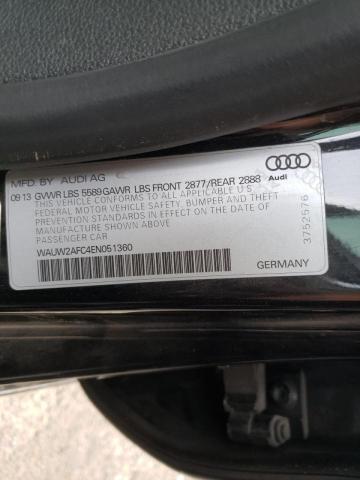 MFD. BY AUDI AG
09.13 GVWR LBS 5589 GAWR LBS FRONT 2877/REAR 2888
THIS VEHICLE CONFORMS TO ALL APPLICABLE U S
FEDERAL MOTOR VEHICLE SAFETY, BUMPER AND THEFT
PREVENTION STANDARDS IN EFFECT ON THE DATE OF
MANUFACTURE SHOWN ABOVE
PASSENGER CAR
WAUW2AFC4EN051360
GERMANY
Audi
3752576